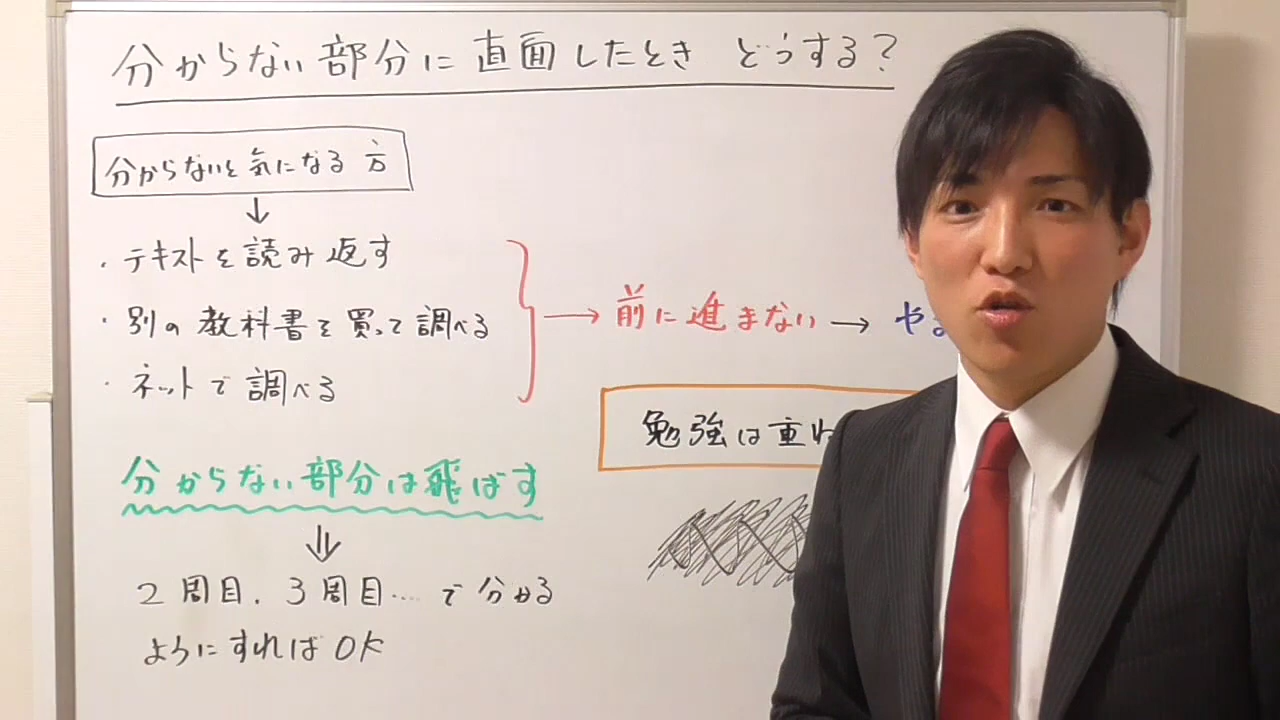 分からない部分に直面したとき どうする?
分からないと気になる方
↓
・テキストを読み返す
・別の教科書を買って調べる
・ネットで調べる
→ 前に進まない → や
勉強は重ね
分からない部分は飛ばす
⇓
2周目、3周目…で分かる
ようにすればOK